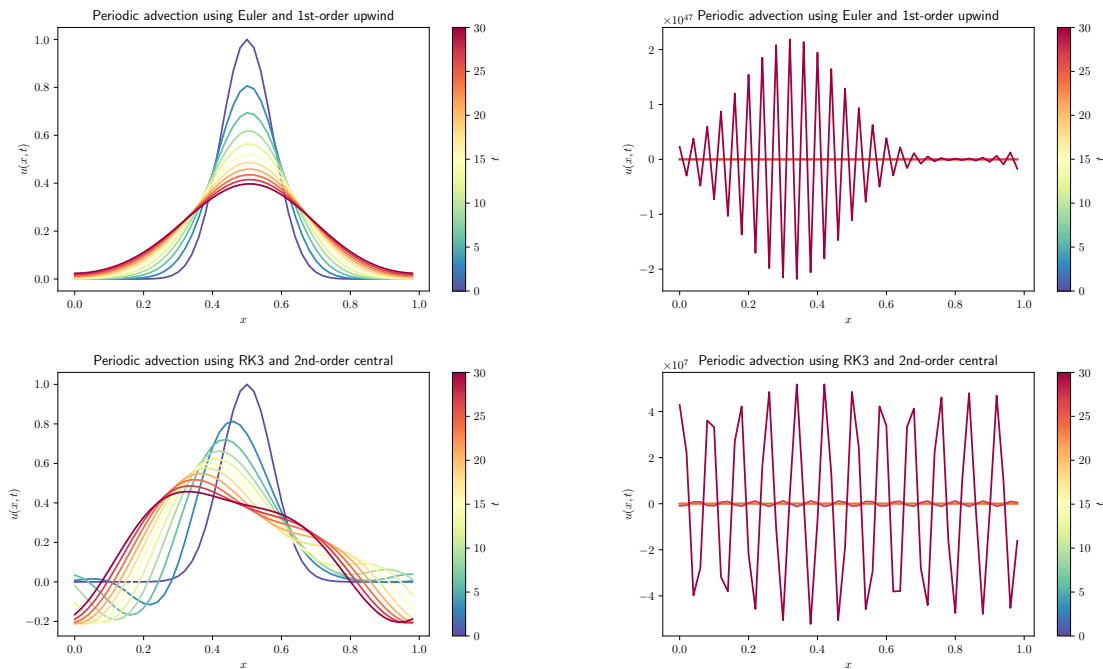 Periodic advection using Euler and 1st-order upwind
1.0
0.8
0.6
0.4
0.2
0.0
u(x, t)
0.0 0.2 0.4 0.6 0.8 1.0
x
30
25
20
15
10
5
0
t
Periodic advection using Euler and 1st-order upwind
×10^47
2
1
0
−1
−2
u(x, t)
0.0 0.2 0.4 0.6 0.8 1.0
x
30
25
20
15
10
5
0
t
Periodic advection using RK3 and 2nd-order central
1.0
0.8
0.6
0.4
0.2
0.0
−0.2
u(x, t)
0.0 0.2 0.4 0.6 0.8 1.0
x
30
25
20
15
10
5
0
t
Periodic advection using RK3 and 2nd-order central
×10^7
4
2
0
−2
−4
u(x, t)
0.0 0.2 0.4 0.6 0.8 1.0
x
30
25
20
15
10
5
0
t